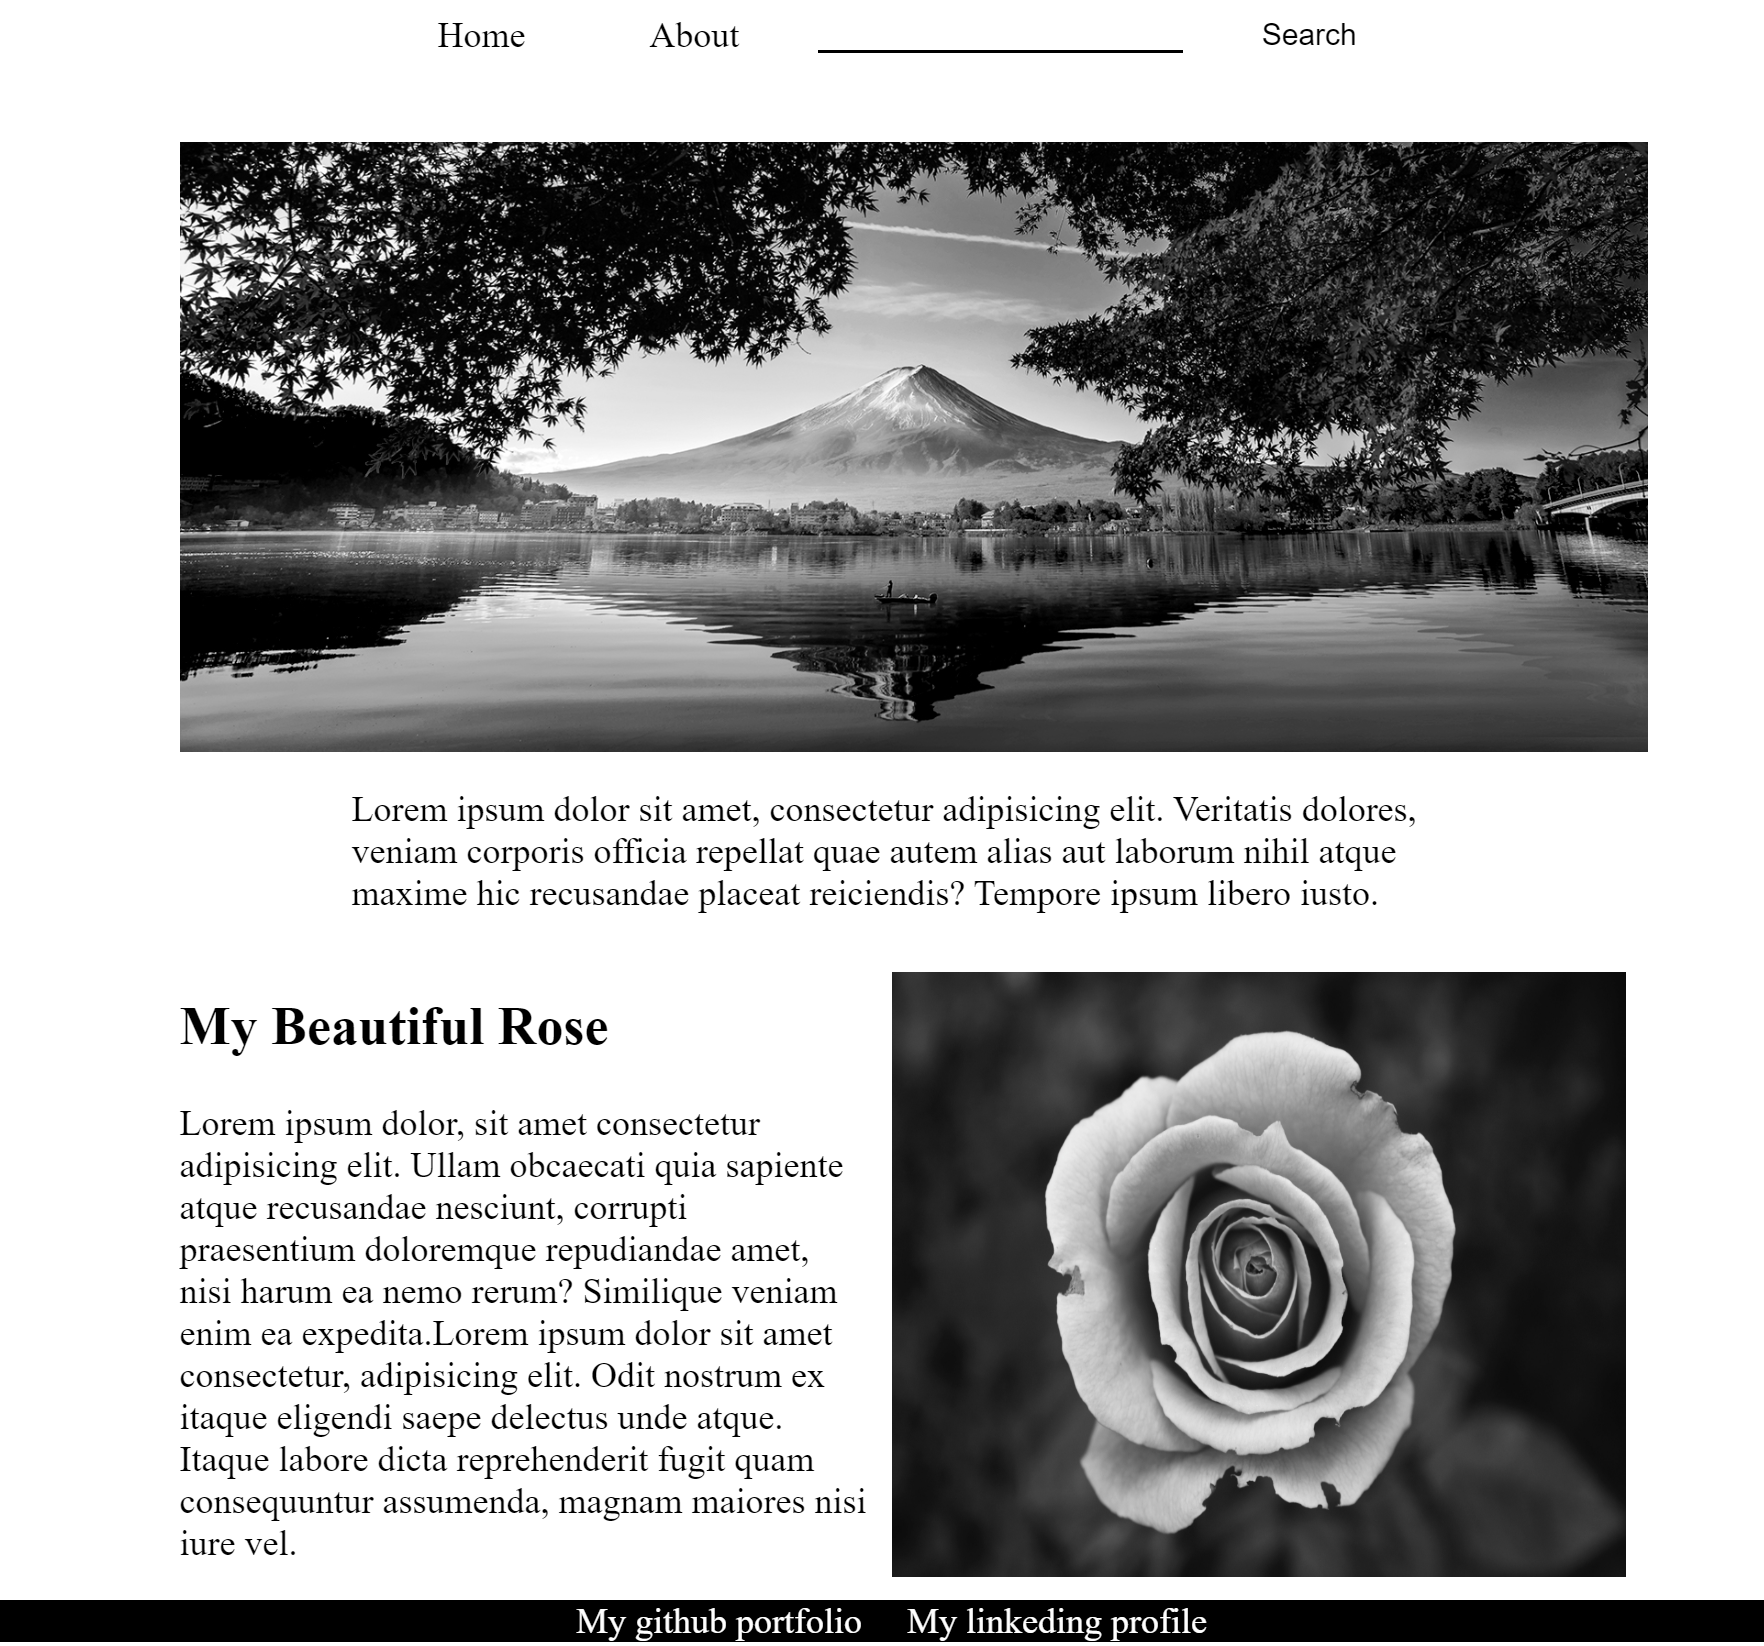 Home About Search
Lorem ipsum dolor sit amet, consectetur adipisicing elit. Veritatis dolores,
veniam corporis officia repellat quae autem alias aut laborum nihil atque
maxime hic recusandae placeat reiciendis? Tempore ipsum libero iusto.
My Beautiful Rose
Lorem ipsum dolor, sit amet consectetur
adipisicing elit. Ullam obcaecati quia sapiente
atque recusandae nesciunt, corrupti
praesentium doloremque repudiandae amet,
nisi harum ea nemo rerum? Similique veniam
enim ea expedita.Lorem ipsum dolor sit amet
consectetur, adipisicing elit. Odit nostrum ex
itaque eligendi saepe delectus unde atque.
Itaque labore dicta reprehenderit fugit quam
consequuntur assumenda, magnam maiores nisi
iure vel.
My github portfolio My linkeding profile